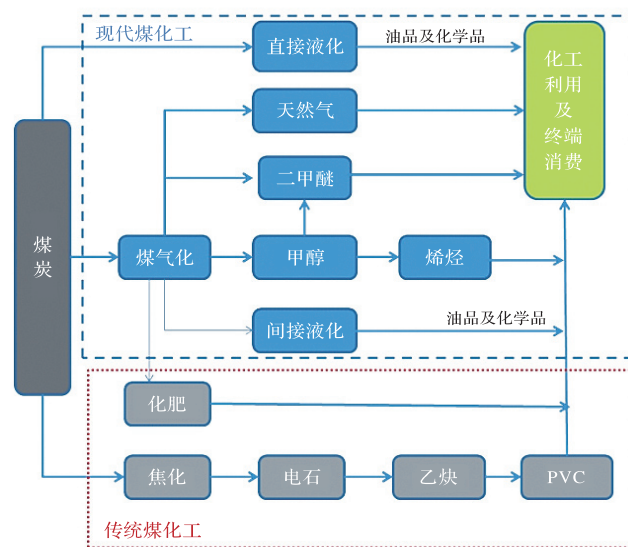 现代煤化工
直接液化
油品及化学品
化工
利用
及
终端
消费
天然气
二甲醚
煤
炭
煤气化
甲醇
烯烃
间接液化
油品及化学品
化肥
焦化
电石
乙炔
PVC
传统煤化工